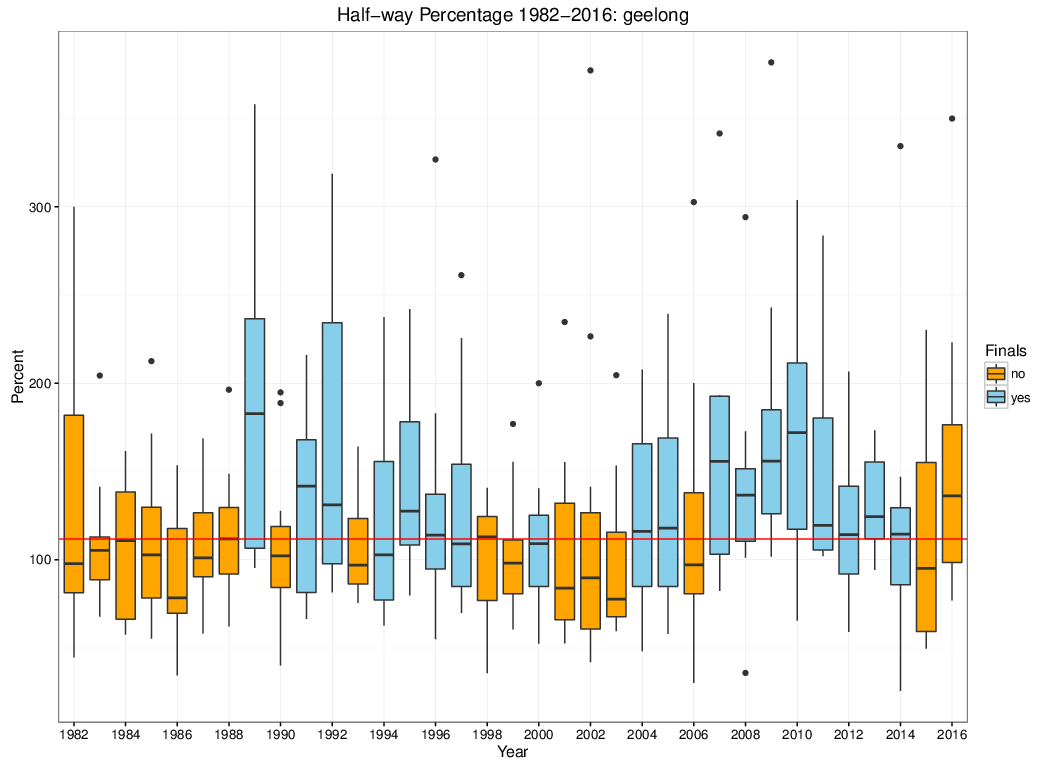 Half−way Percentage 1982−2016: geelong
Percent
300
200
100
1982 1984 1986 1988 1990 1992 1994 1996 1998 2000 2002 2004 2006 2008 2010 2012 2014 2016
Year
Finals
no
yes